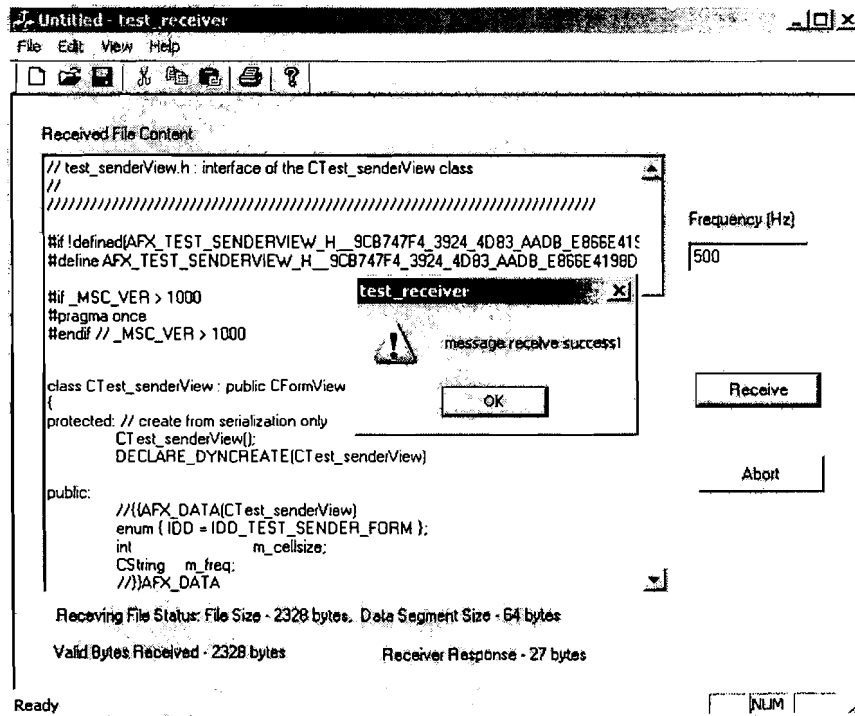 Untitled - test_receiver
File Edit View Help
Received File Content
// test_senderView.h : interface of the CTest_senderView class
//
/////////////////////////////////////////////////////////////////////////////
#if !defined(AFX_TEST_SENDERVIEW_H__9CB747F4_3924_4D83_AADB_E866E419
#define AFX_TEST_SENDERVIEW_H__9CB747F4_3924_4D83_AADB_E866E4198D
#if _MSC_VER > 1000
#pragma once
#endif // _MSC_VER > 1000
class CTest_senderView : public CFormView
{
protected: // create from serialization only
CTest_senderView();
DECLARE_DYNCREATE(CTest_senderView)
public:
//{{AFX_DATA(CTest_senderView)
enum { IDD = IDD_TEST_SENDER_FORM };
int m_cellsize;
CString m_freq;
//}}AFX_DATA
Frequency (Hz)
500
test_receiver
message receive success!
OK
Receive
Abort
Receving File Status: File Size - 2328 bytes, Data Segment Size - 64 bytes
Valid Bytes Received - 2328 bytes Receiver Response - 27 bytes
Ready NUM